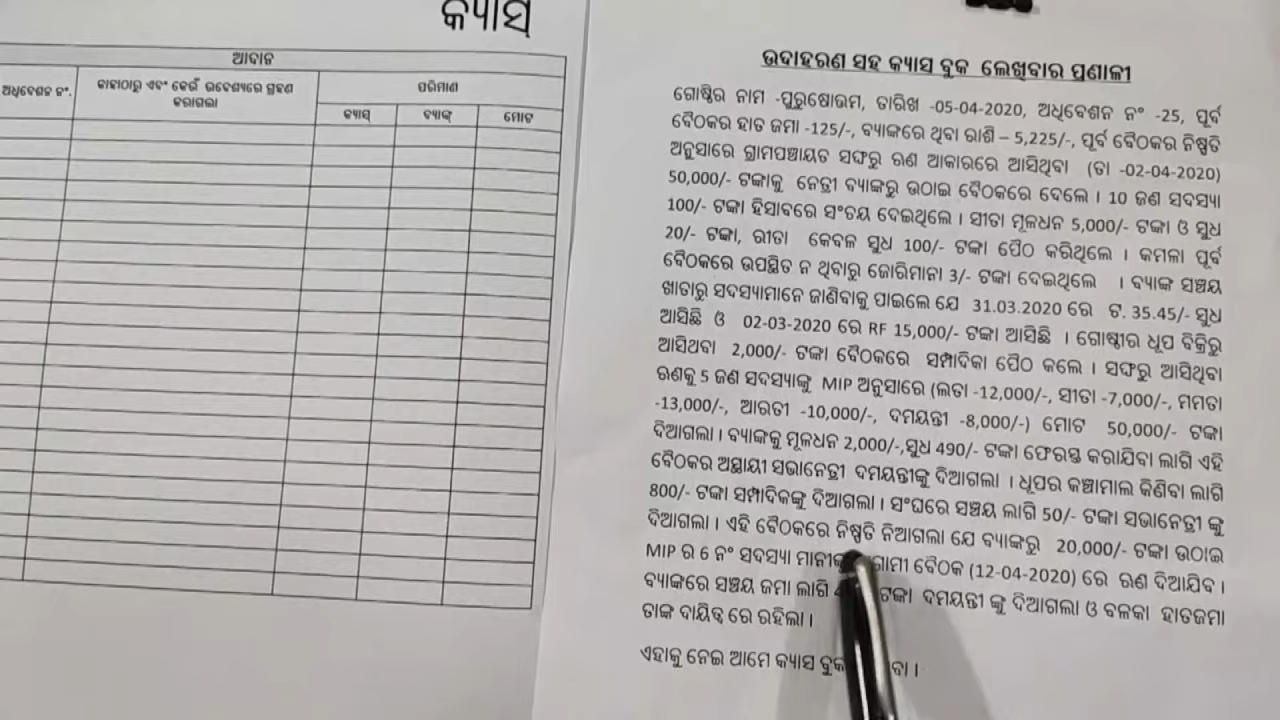 କ୍ୟାସ
ଆଦାନ
ଅଧିବେଶନ ନଂ.
କାହାଠାରୁ ଏବଂ କେଉଁ ଉଦ୍ଦେଶ୍ୟରେ ଗ୍ରହଣ
କରାଗଲା
ପରିମାଣ
କ୍ୟାସ୍
ବ୍ୟାଙ୍କ୍
ମୋଟ
ଉଦାହରଣ ସହ କ୍ୟାସ ବୁକ ଲେଖିବାର ପ୍ରଣାଳୀ
ଗୋଷ୍ଠିର ନାମ -ପୁରୁଷୋତ୍ତମ, ତାରିଖ -05-04-2020, ଅଧିବେଶନ ନଂ -25, ପୂର୍ବ
ବୈଠକର ହାତ ଜମା -125/-, ବ୍ୟାଙ୍କରେ ଥିବା ରାଶି – 5,225/-, ପୂର୍ବ ବୈଠକର ନିଷ୍ପତି
ଅନୁସାରେ ଗ୍ରାମପଞ୍ଚାୟତ ସଙ୍ଘରୁ ଋଣ ଆକାରରେ ଆସିଥିବା (ତା -02-04-2020)
50,000/- ଟଙ୍କାକୁ ନେତ୍ରୀ ବ୍ୟାଙ୍କରୁ ଉଠାଇ ବୈଠକରେ ଦେଲେ । 10 ଜଣ ସଦସ୍ୟା
100/- ଟଙ୍କା ହିସାବରେ ସଂଚୟ ଦେଇଥିଲେ । ସୀତା ମୂଳଧନ 5,000/- ଟଙ୍କା ଓ ସୁଧ
20/- ଟଙ୍କା, ରୀତା କେବଳ ସୁଧ 100/- ଟଙ୍କା ପୈଠ କରିଥିଲେ । କମଳା ପୂର୍ବ
ବୈଠକରେ ଉପସ୍ଥିତ ନ ଥିବାରୁ ଜୋରିମାନା 3/- ଟଙ୍କା ଦେଇଥିଲେ । ବ୍ୟାଙ୍କ ସଞ୍ଚୟ
ଖାତାରୁ ସଦସ୍ୟାମାନେ ଜାଣିବାକୁ ପାଇଲେ ଯେ 31.03.2020 ରେ ଟ. 35.45/- ସୁଧ
ଆସିଛି ଓ 02-03-2020 ରେ RF 15,000/- ଟଙ୍କା ଆସିଛି । ଗୋଷ୍ଠୀର ଧୂପ ବିକ୍ରିରୁ
ଆସିଥବା 2,000/- ଟଙ୍କା ବୈଠକରେ ସମ୍ପାଦିକା ପୈଠ କଲେ । ସଙ୍ଘରୁ ଆସିଥିବା
ଋଣକୁ 5 ଜଣ ସଦସ୍ୟାଙ୍କୁ MIP ଅନୁସାରେ (ଲତା -12,000/-, ସୀତା -7,000/-, ମମତା
-13,000/-, ଆରତୀ -10,000/-, ଦମୟନ୍ତୀ -8,000/-) ମୋଟ 50,000/- ଟଙ୍କା
ଦିଆଗଲା । ବ୍ୟାଙ୍କକୁ ମୂଳଧନ 2,000/-,ସୁଧ 490/- ଟଙ୍କା ଫେରସ୍ତ କରାଯିବା ଲାଗି ଏହି
ବୈଠକର ଅସ୍ଥାୟୀ ସଭାନେତ୍ରୀ ଦମୟନ୍ତୀଙ୍କୁ ଦିଆଗଲା । ଧୂପର କଞ୍ଚାମାଲ କିଣିବା ଲାଗି
800/- ଟଙ୍କା ସମ୍ପାଦିକଙ୍କୁ ଦିଆଗଲା । ସଂଘରେ ସଞ୍ଚୟ ଲାଗି 50/- ଟଙ୍କା ସଭାନେତ୍ରୀ ଙ୍କୁ
ଦିଆଗଲା । ଏହି ବୈଠକରେ ନିଷ୍ପତି ନିଆଗଲା ଯେ ବ୍ୟାଙ୍କରୁ 20,000/- ଟଙ୍କା ଉଠାଇ
MIP ର 6 ନଂ ସଦସ୍ୟା ମାନୀଙ୍କୁ ବୈଠକ (12-04-2020) ରେ ଋଣ ଦିଆଯିବ ।
ବ୍ୟାଙ୍କରେ ସଞ୍ଚୟ ଜମା ଲାଗି ଟଙ୍କା ଦମୟନ୍ତୀ ଙ୍କୁ ଦିଆଗଲା ଓ ବଳକା ହାତଜମା
ତାଙ୍କ ଦାୟିତ୍ୱ ରେ ରହିଲା ।
ଏହାକୁ ନେଇ ଆମେ କ୍ୟାସ ବୁକ